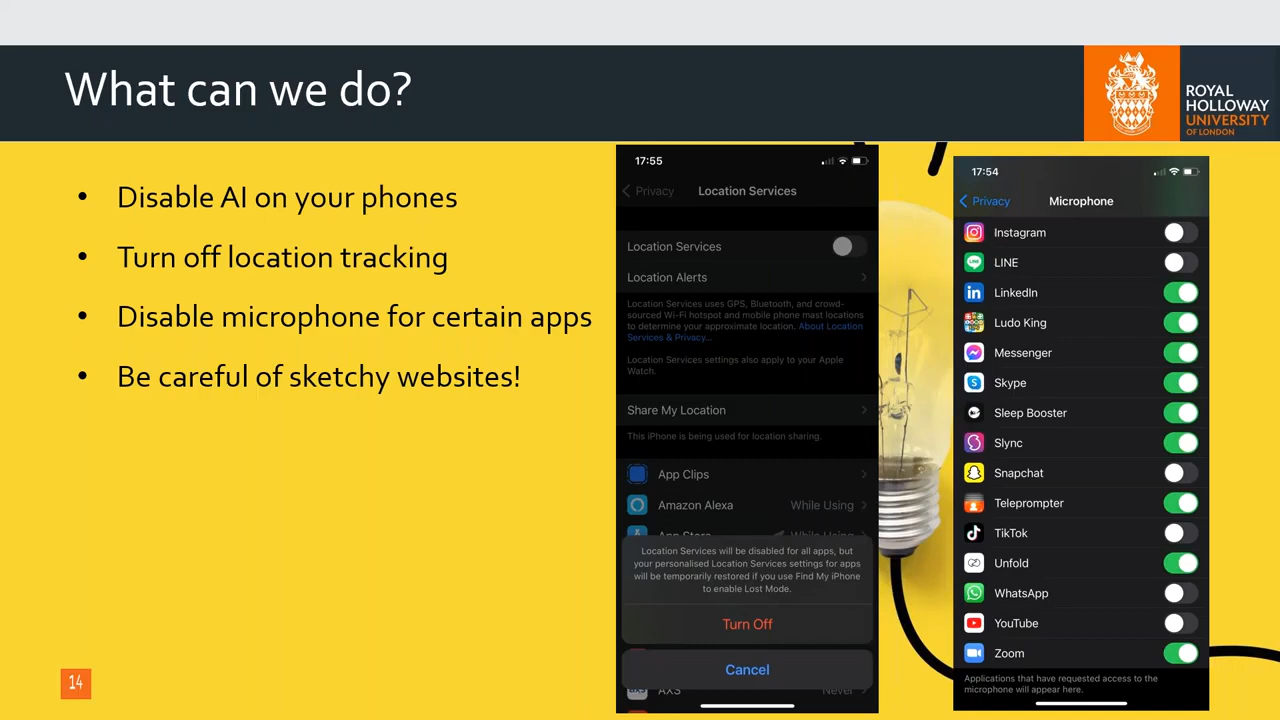 What can we do?
ROYAL
HOLLOWAY
UNIVERSITY
OF LONDON
• Disable AI on your phones
• Turn off location tracking
• Disable microphone for certain apps
• Be careful of sketchy websites!
14
17:55
Privacy
Location Services
Location Services
Location Alerts
Location Services uses GPS, Bluetooth, and crowd-
sourced Wi-Fi hotspot and mobile phone mast locations
to determine your approximate location. About Location
Services & Privacy...
Location Services settings also apply to your Apple
Watch.
Share My Location
This iPhone is being used for location sharing.
App Clips
Amazon Alexa While Using
App Store While Using
Location Services will be disabled for all apps, but
your personalised Location Services settings for apps
will be temporarily restored if you use Find My iPhone
to enable Lost Mode.
Turn Off
Cancel
AXS Never
17:54
Privacy
Microphone
Instagram
LINE
LinkedIn
Ludo King
Messenger
Skype
Sleep Booster
Slync
Snapchat
Teleprompter
TikTok
Unfold
WhatsApp
YouTube
Zoom
Applications that have requested access to the
microphone will appear here.